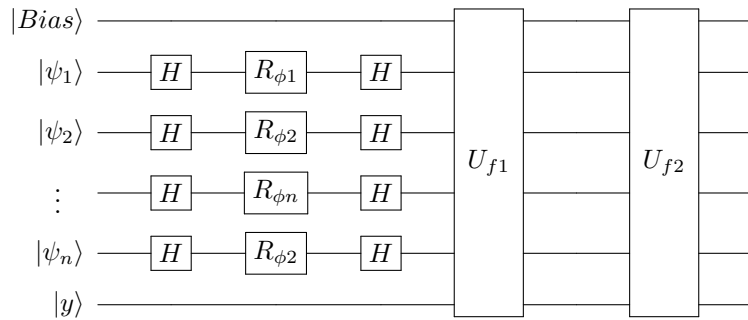 |Bias⟩
|ψ₁⟩ H R_ϕ1 H
|ψ₂⟩ H R_ϕ2 H U_f1 U_f2
⋮ H R_ϕn H
|ψₙ⟩ H R_ϕ2 H
|y⟩